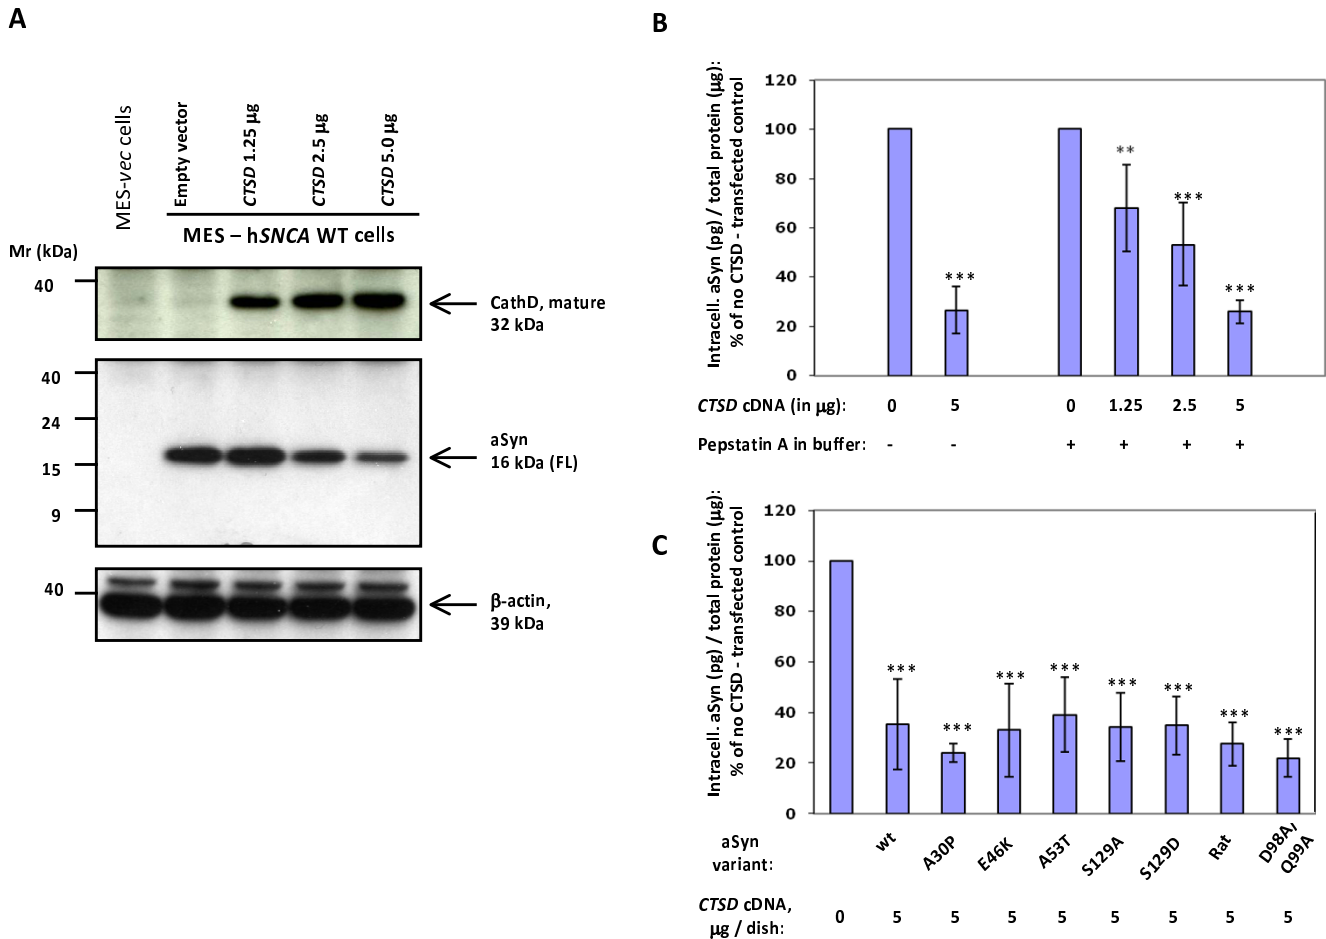 A
MES-vec cells
Empty vector
CTSD 1.25 µg
CTSD 2.5 µg
CTSD 5.0 µg
MES – hSNCA WT cells
Mr (kDa)
40
CathD, mature
32 kDa
40
24
15
9
aSyn
16 kDa (FL)
40
β-actin,
39 kDa
B
Intracell. aSyn (pg) / total protein (µg):
% of no CTSD - transfected control
120
100
80
60
40
20
0
***
**
***
***
CTSD cDNA (in µg): 0 5 0 1.25 2.5 5
Pepstatin A in buffer: - - + + + +
C
Intracell. aSyn (pg) / total protein (µg):
% of no CTSD - transfected control
120
100
80
60
40
20
0
*** *** *** *** *** *** *** ***
aSyn
variant:
wt
A30P
E46K
A53T
S129A
S129D
Rat
D98A/
Q99A
CTSD cDNA,
µg / dish:
0 5 5 5 5 5 5 5 5